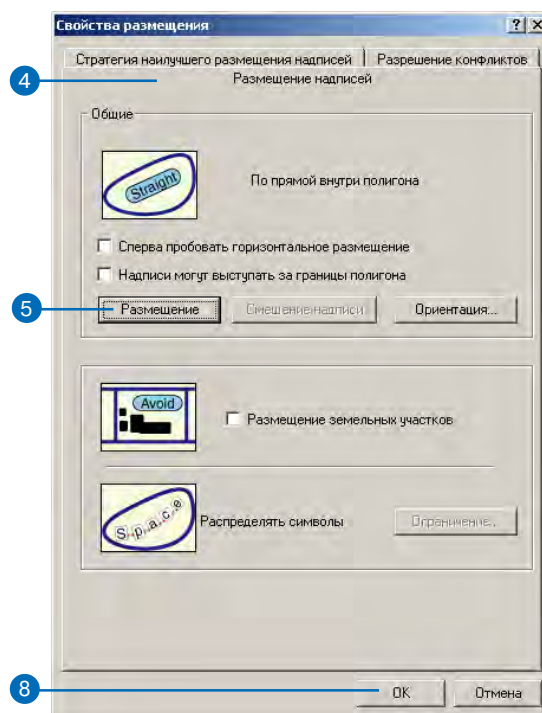 Свойства размещения
Стратегия наилучшего размещения надписей
Разрешение конфликтов
4
Размещение надписей
Общие
Straight
По прямой внутри полигона
Сперва пробовать горизонтальное размещение
Надписи могут выступать за границы полигона
5
Размещение
Смещение надписи
Ориентация...
Avoid
Размещение земельных участков
Space
Распределять символы
Ограничение..
8
OK
Отмена